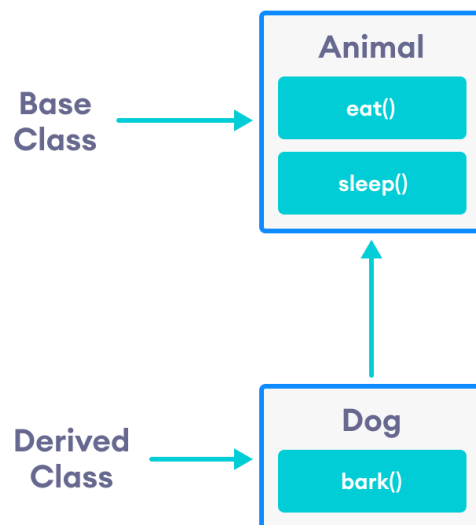 Animal
Base
Class
eat()
sleep()
Dog
Derived
Class
bark()